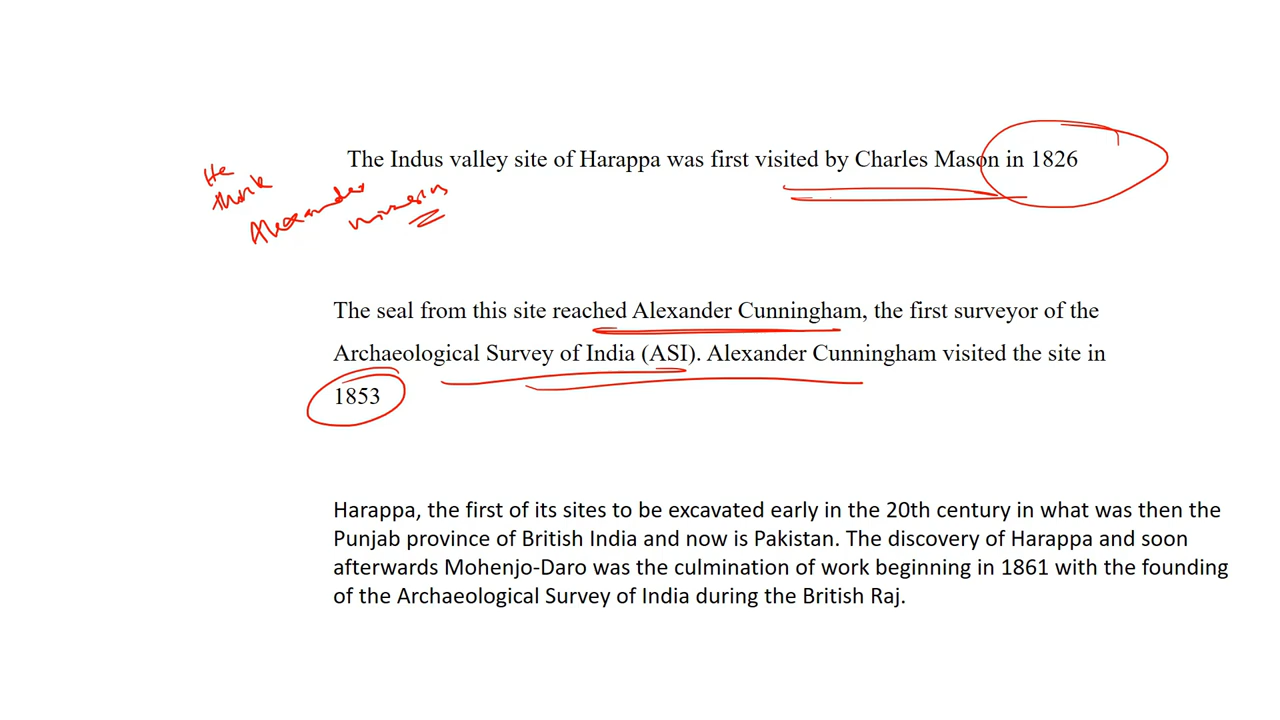 The Indus valley site of Harappa was first visited by Charles Mason in 1826
He
think
Alexander
The seal from this site reached Alexander Cunningham, the first surveyor of the
Archaeological Survey of India (ASI). Alexander Cunningham visited the site in
1853
Harappa, the first of its sites to be excavated early in the 20th century in what was then the
Punjab province of British India and now is Pakistan. The discovery of Harappa and soon
afterwards Mohenjo-Daro was the culmination of work beginning in 1861 with the founding
of the Archaeological Survey of India during the British Raj.